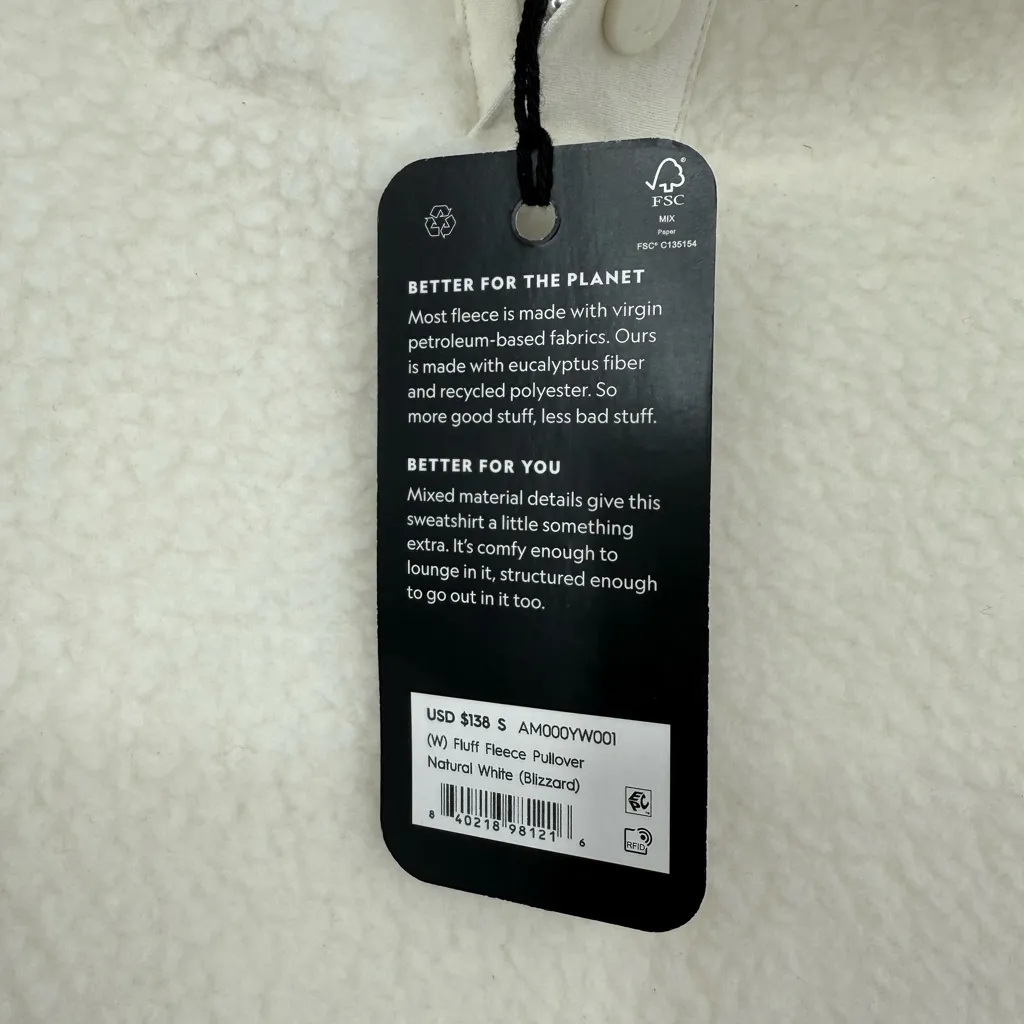 FSC®
MIX
Paper
FSC® C135154
BETTER FOR THE PLANET
Most fleece is made with virgin
petroleum-based fabrics. Ours
is made with eucalyptus fiber
and recycled polyester. So
more good stuff, less bad stuff.
BETTER FOR YOU
Mixed material details give this
sweatshirt a little something
extra. It's comfy enough to
lounge in it, structured enough
to go out in it too.
USD $138 S AM000YW001
(W) Fluff Fleece Pullover
Natural White (Blizzard)
8 40218 98121 6
EPC
RFID